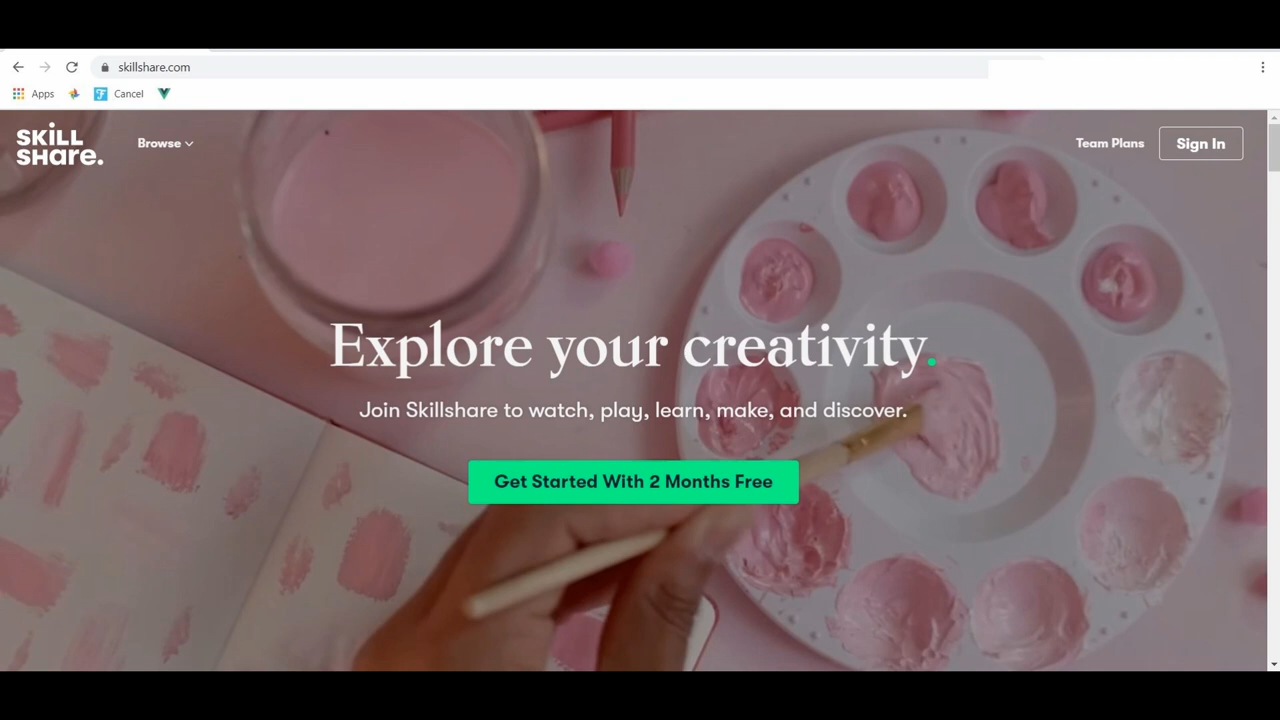 skillshare.com
Apps
Cancel
SKiLL
SHare.
Browse
Team Plans
Sign In
Explore your creativity.
Join Skillshare to watch, play, learn, make, and discover.
Get Started With 2 Months Free